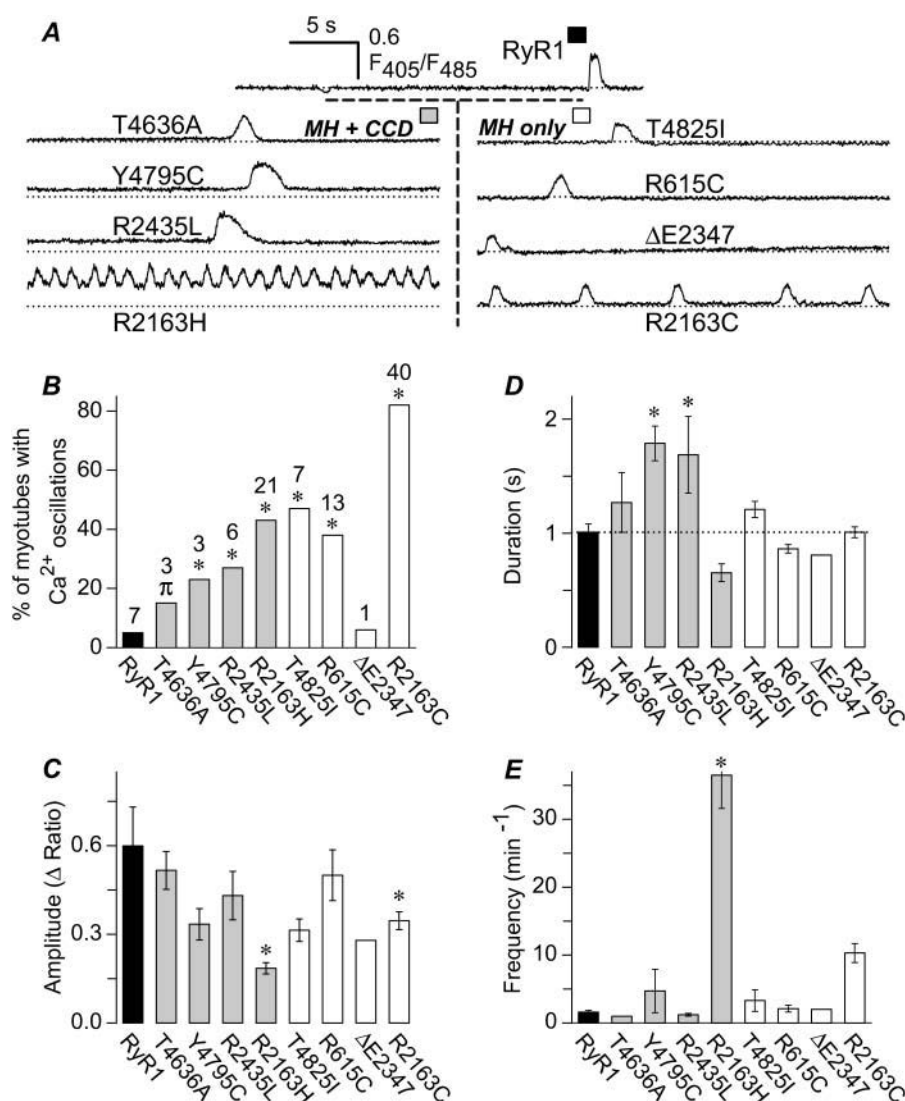 A
5 s
0.6
F405/F485
RyR1
T4636A
MH + CCD
MH only
T4825I
Y4795C
R615C
R2435L
ΔE2347
R2163H
R2163C
B
% of myotubes with
Ca2+ oscillations
80
60
40
20
0
7
3
π
3
*
6
*
21
*
7
*
13
*
1
40
*
RyR1
T4636A
Y4795C
R2435L
R2163H
T4825I
R615C
ΔE2347
R2163C
D
Duration (s)
2
1
0
*
*
RyR1
T4636A
Y4795C
R2435L
R2163H
T4825I
R615C
ΔE2347
R2163C
C
Amplitude (Δ Ratio)
0.6
0.3
0.0
*
*
RyR1
T4636A
Y4795C
R2435L
R2163H
T4825I
R615C
ΔE2347
R2163C
E
Frequency (min -1)
30
20
10
0
*
RyR1
T4636A
Y4795C
R2435L
R2163H
T4825I
R615C
ΔE2347
R2163C